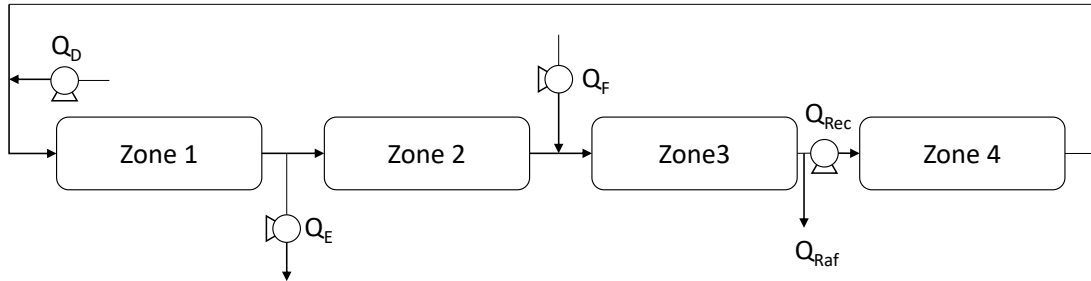 Q_D
Q_F
Q_Rec
Zone 1
Zone 2
Zone3
Zone 4
Q_E
Q_Raf